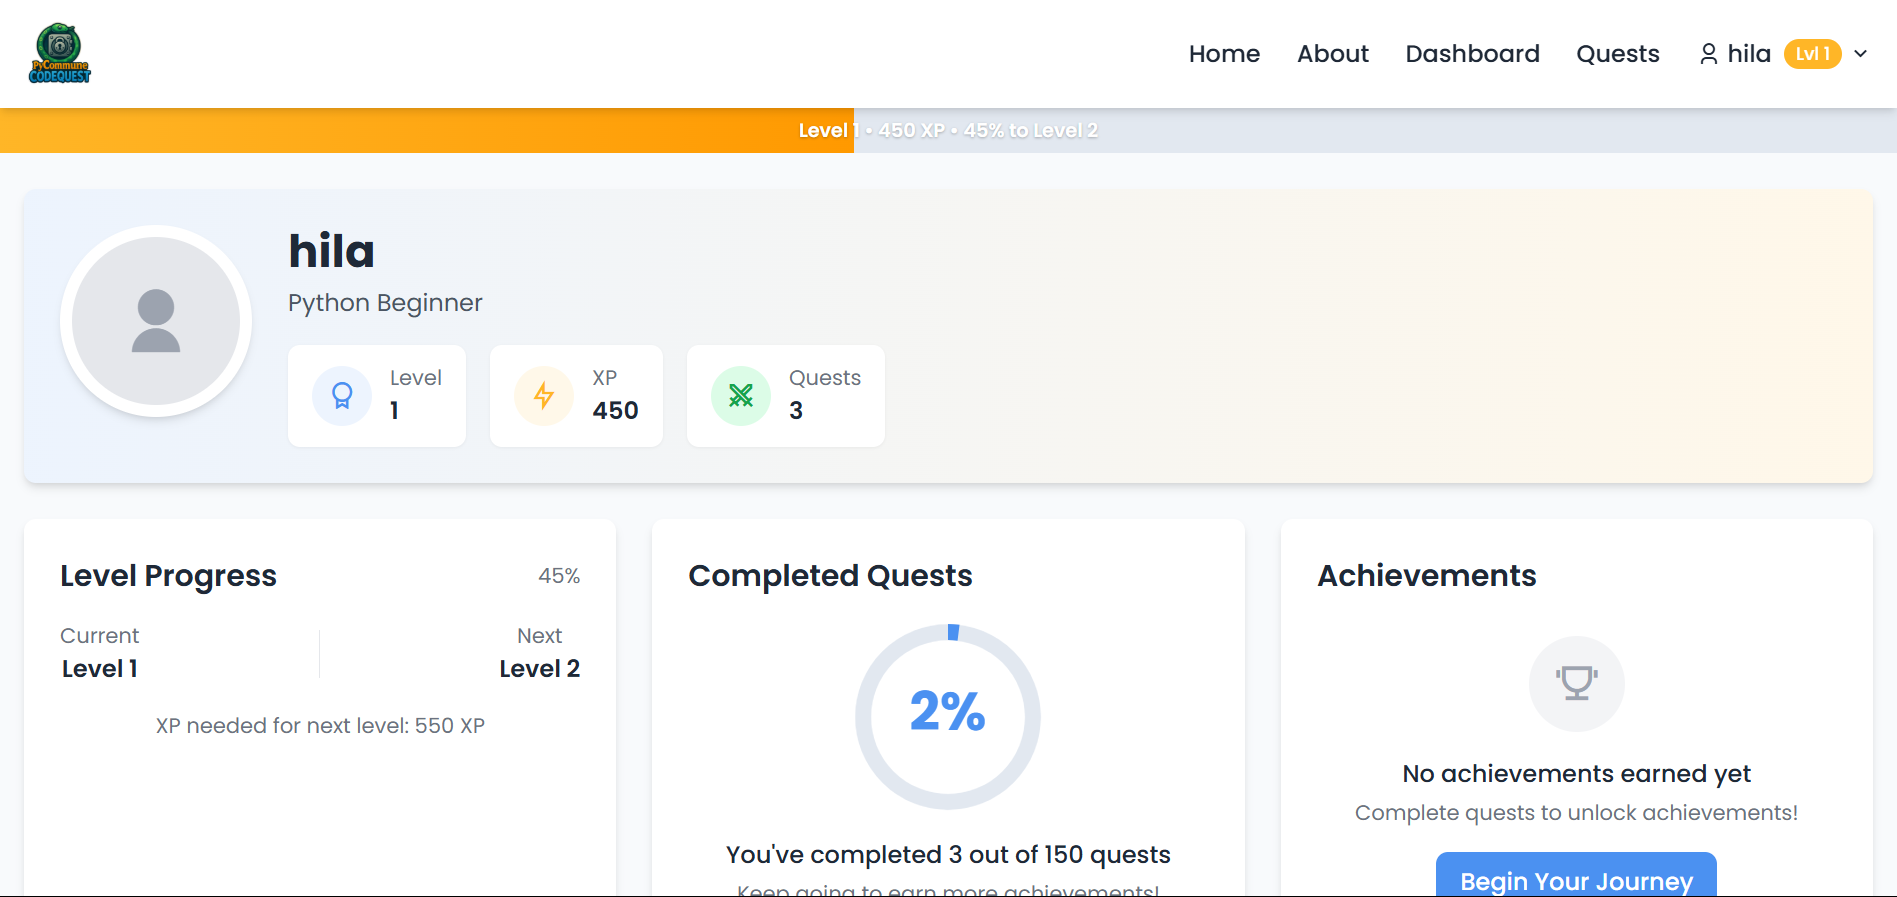 PyCommune
CODEQUEST
Home About Dashboard Quests hila Lvl 1
Level 1 • 450 XP • 45% to Level 2
hila
Python Beginner
Level
1
XP
450
Quests
3
Level Progress 45%
Current
Level 1
Next
Level 2
XP needed for next level: 550 XP
Completed Quests
2%
You've completed 3 out of 150 quests
Keep going to earn more achievements!
Achievements
No achievements earned yet
Complete quests to unlock achievements!
Begin Your Journey